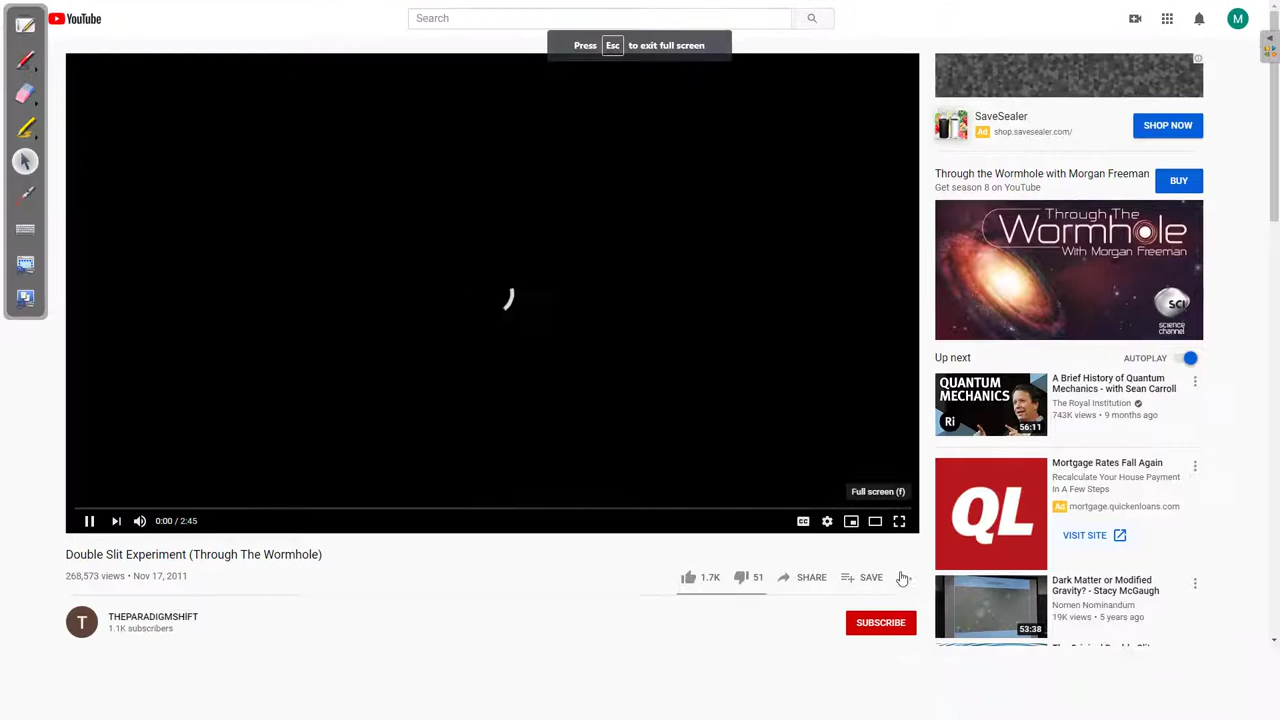 YouTube
Search
M
Press Esc to exit full screen
SaveSealer
Ad shop.savesealer.com/
SHOP NOW
Through the Wormhole with Morgan Freeman
Get season 8 on YouTube
BUY
Through The
Wormhole
With Morgan Freeman
SCI
science
channel
Up next
AUTOPLAY
QUANTUM
MECHANICS
Ri
56:11
A Brief History of Quantum
Mechanics - with Sean Carroll
The Royal Institution
743K views • 9 months ago
QL
Mortgage Rates Fall Again
Recalculate Your House Payment
In A Few Steps
Ad mortgage.quickenloans.com
VISIT SITE
53:38
Dark Matter or Modified
Gravity? - Stacy McGaugh
Nomen Nominandum
19K views • 5 years ago
Full screen (f)
0:00 / 2:45
CC
Double Slit Experiment (Through The Wormhole)
268,573 views • Nov 17, 2011
1.7K
51
SHARE
SAVE
T
THEPARADIGMSHIFT
1.1K subscribers
SUBSCRIBE